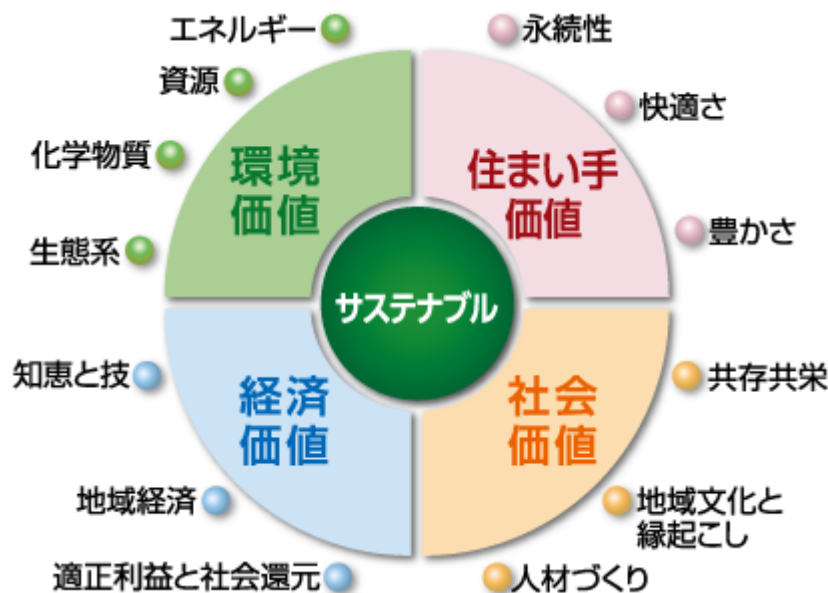 エネルギー
資源
化学物質
生態系
環境
価値
永続性
快適さ
豊かさ
住まい手
価値
サステナブル
知恵と技
地域経済
適正利益と社会還元
経済
価値
共存共栄
地域文化と
縁起こし
人材づくり
社会
価値